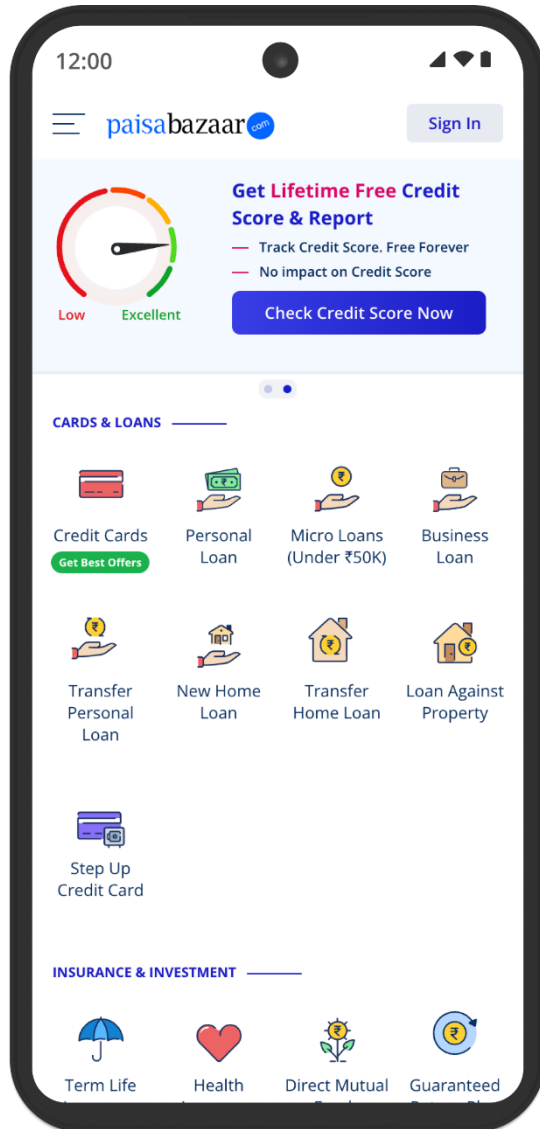 12:00
paisabazaar.com
Sign In
Get Lifetime Free Credit
Score & Report
— Track Credit Score. Free Forever
— No impact on Credit Score
Low Excellent
Check Credit Score Now
CARDS & LOANS
Credit Cards
Get Best Offers
Personal
Loan
Micro Loans
(Under ₹50K)
Business
Loan
Transfer
Personal
Loan
New Home
Loan
Transfer
Home Loan
Loan Against
Property
Step Up
Credit Card
INSURANCE & INVESTMENT
Term Life
Health
Direct Mutual
Guaranteed